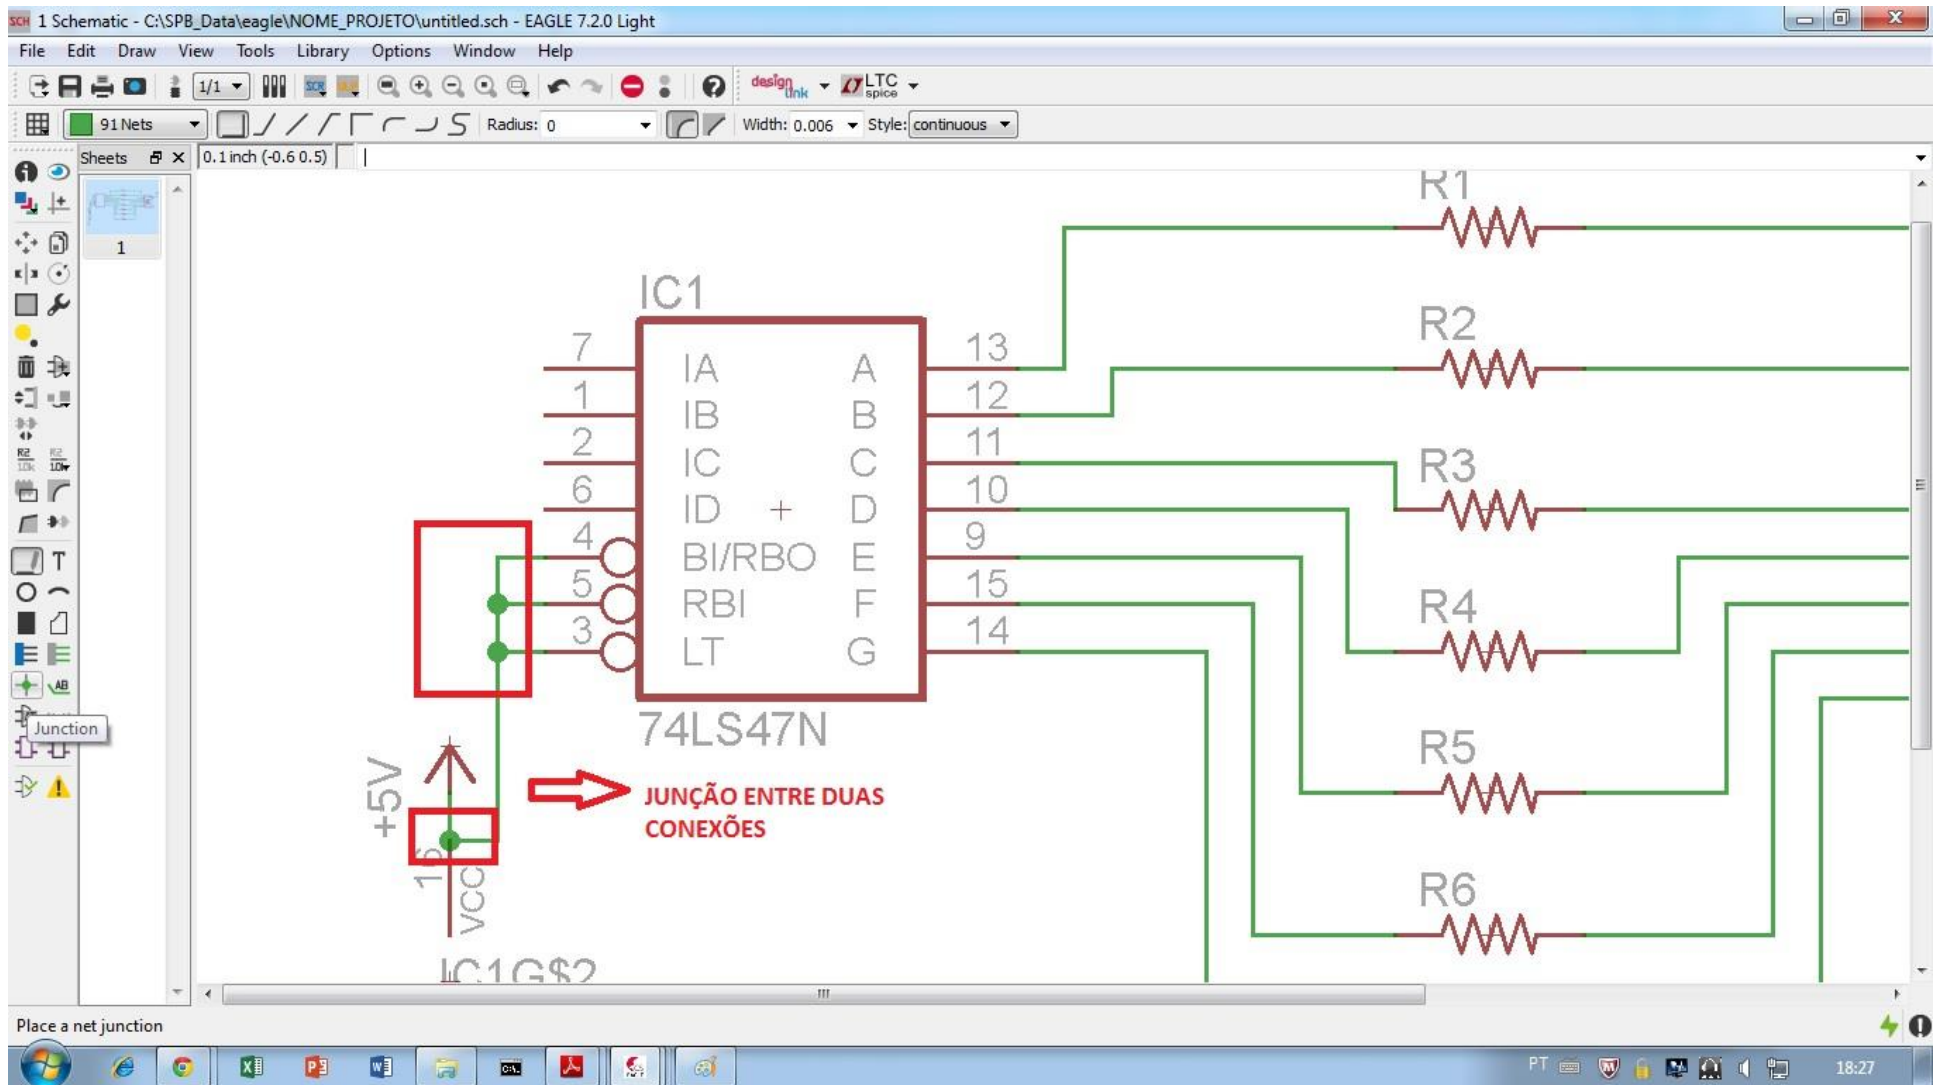 1 Schematic - C:\SPB_Data\eagle\NOME_PROJETO\untitled.sch - EAGLE 7.2.0 Light
File Edit Draw View Tools Library Options Window Help
1/1 SCR ULP design link LTC spice
91 Nets Radius: 0 Width: 0.006 Style: continuous
Sheets 0.1 inch (-0.6 0.5)
1
R1
IC1
R2
7 IA A 13
1 IB B 12
2 IC C 11
R3
6 ID D 10
4 BI/RBO E 9
5 RBI F 15
R4
3 LT G 14
74LS47N
Junction
R5
+5V
JUNÇÃO ENTRE DUAS
CONEXÕES
16
VCC
R6
IC1G$2
Place a net junction
PT 18:27